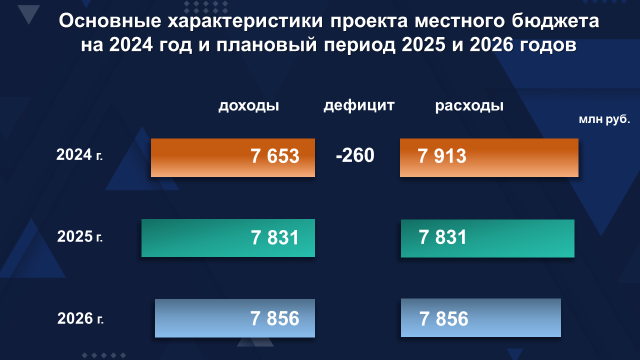 Основные характеристики проекта местного бюджета
на 2024 год и плановый период 2025 и 2026 годов
доходы дефицит расходы
млн руб.
2024 г. 7 653 -260 7 913
2025 г. 7 831 7 831
2026 г. 7 856 7 856